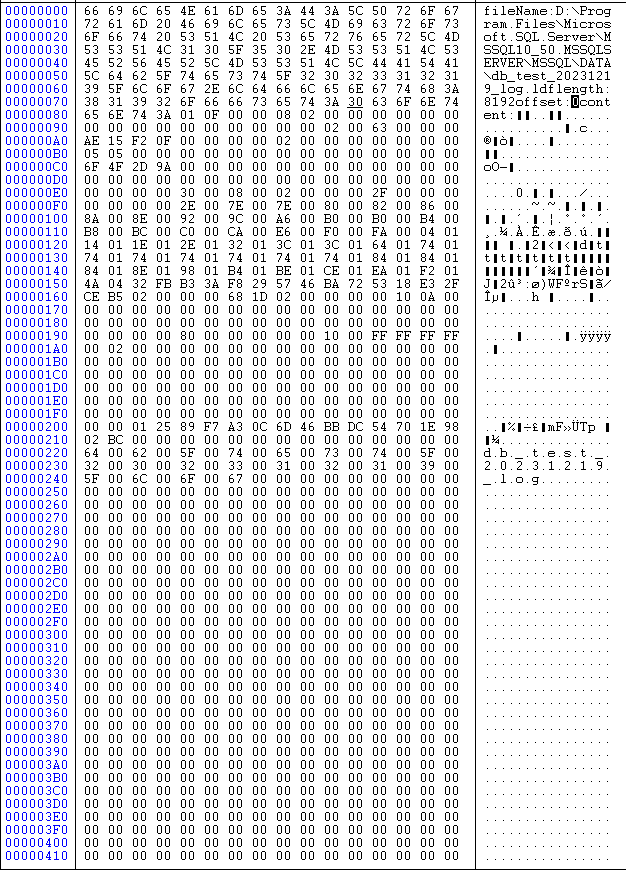 00000000 66 69 6C 65 4E 61 6D 65 3A 44 3A 5C 50 72 6F 67 fileName:D:\Prog
00000010 72 61 6D 20 46 69 6C 65 73 5C 4D 69 63 72 6F 73 ram.Files\Micros
00000020 6F 66 74 20 53 51 4C 20 53 65 72 76 65 72 5C 4D oft.SQL.Server\M
00000030 53 53 51 4C 31 30 5F 35 30 2E 4D 53 53 51 4C 53 SSQL10_50.MSSQLS
00000040 45 52 56 45 52 5C 4D 53 53 51 4C 5C 44 41 54 41 ERVER\MSSQL\DATA
00000050 5C 64 62 5F 74 65 73 74 5F 32 30 32 33 31 32 31 \db_test_2023121
00000060 39 5F 6C 6F 67 2E 6C 64 66 6C 65 6E 67 74 68 3A 9_log.ldflength:
00000070 38 31 39 32 6F 66 66 73 65 74 3A 30 63 6F 6E 74 8192offset:0cont
00000080 65 6E 74 3A 01 0F 00 00 08 02 00 00 00 00 00 00 ent:▌▌..▌▌......
00000090 00 00 00 00 00 00 00 00 00 00 02 00 63 00 00 00 ..........▌.c...
000000A0 AE 15 F2 0F 00 00 00 00 02 00 00 00 00 00 00 00 ®▌ò▌....▌.......
000000B0 05 05 00 00 00 00 00 00 00 00 00 00 00 00 00 00 ▌▌..............
000000C0 6F 4F 2D 9A 00 00 00 00 00 00 00 00 00 00 00 00 oO-▌............
000000D0 00 00 00 00 00 00 00 00 00 00 00 00 00 00 00 00 ................
000000E0 00 00 00 00 30 00 08 00 02 00 00 00 2F 00 00 00 ....0.▌.▌.../...
000000F0 00 00 00 00 2E 00 7E 00 7E 00 80 00 82 00 86 00 ......~.~.▌.▌.▌.
00000100 8A 00 8E 00 92 00 9C 00 A6 00 B0 00 B0 00 B4 00 ▌.▌.▌.▌.¦.°.°.´.
00000110 B8 00 BC 00 C0 00 CA 00 E6 00 F0 00 FA 00 04 01 ¸.¼.À.Ê.æ.ð.ú.▌▌
00000120 14 01 1E 01 2E 01 32 01 3C 01 3C 01 64 01 74 01 ▌▌▌▌.▌2▌<▌<▌d▌t▌
00000130 74 01 74 01 74 01 74 01 74 01 74 01 84 01 84 01 t▌t▌t▌t▌t▌t▌▌▌▌▌
00000140 84 01 8E 01 98 01 B4 01 BE 01 CE 01 EA 01 F2 01 ▌▌▌▌▌▌´▌¾▌Î▌ê▌ò▌
00000150 4A 04 32 FB B3 3A F8 29 57 46 BA 72 53 18 E3 2F J▌2û³:ø)WFºrS▌ã/
00000160 CE B5 02 00 00 00 68 1D 02 00 00 00 00 10 0A 00 Îµ▌...h.▌....▌..
00000170 00 00 00 00 00 00 00 00 00 00 00 00 00 00 00 00 ................
00000180 00 00 00 00 00 00 00 00 00 00 00 00 00 00 00 00 ................
00000190 00 00 00 00 80 00 00 00 00 00 10 00 FF FF FF FF ....▌.....▌.ÿÿÿÿ
000001A0 00 02 00 00 00 00 00 00 00 00 00 00 00 00 00 00 .▌..............
000001B0 00 00 00 00 00 00 00 00 00 00 00 00 00 00 00 00 ................
000001C0 00 00 00 00 00 00 00 00 00 00 00 00 00 00 00 00 ................
000001D0 00 00 00 00 00 00 00 00 00 00 00 00 00 00 00 00 ................
000001E0 00 00 00 00 00 00 00 00 00 00 00 00 00 00 00 00 ................
000001F0 00 00 00 00 00 00 00 00 00 00 00 00 00 00 00 00 ................
00000200 00 00 01 25 89 F7 A3 0C 6D 46 BB DC 54 70 1E 98 ..▌%▌÷£▌mF»ÜTp▌▌
00000210 02 BC 00 00 00 00 00 00 00 00 00 00 00 00 00 00 ▌¼..............
00000220 64 00 62 00 5F 00 74 00 65 00 73 00 74 00 5F 00 d.b._.t.e.s.t._.
00000230 32 00 30 00 32 00 33 00 31 00 32 00 31 00 39 00 2.0.2.3.1.2.1.9.
00000240 5F 00 6C 00 6F 00 67 00 00 00 00 00 00 00 00 00 _.l.o.g.........
00000250 00 00 00 00 00 00 00 00 00 00 00 00 00 00 00 00 ................
00000260 00 00 00 00 00 00 00 00 00 00 00 00 00 00 00 00 ................
00000270 00 00 00 00 00 00 00 00 00 00 00 00 00 00 00 00 ................
00000280 00 00 00 00 00 00 00 00 00 00 00 00 00 00 00 00 ................
00000290 00 00 00 00 00 00 00 00 00 00 00 00 00 00 00 00 ................
000002A0 00 00 00 00 00 00 00 00 00 00 00 00 00 00 00 00 ................
000002B0 00 00 00 00 00 00 00 00 00 00 00 00 00 00 00 00 ................
000002C0 00 00 00 00 00 00 00 00 00 00 00 00 00 00 00 00 ................
000002D0 00 00 00 00 00 00 00 00 00 00 00 00 00 00 00 00 ................
000002E0 00 00 00 00 00 00 00 00 00 00 00 00 00 00 00 00 ................
000002F0 00 00 00 00 00 00 00 00 00 00 00 00 00 00 00 00 ................
00000300 00 00 00 00 00 00 00 00 00 00 00 00 00 00 00 00 ................
00000310 00 00 00 00 00 00 00 00 00 00 00 00 00 00 00 00 ................
00000320 00 00 00 00 00 00 00 00 00 00 00 00 00 00 00 00 ................
00000330 00 00 00 00 00 00 00 00 00 00 00 00 00 00 00 00 ................
00000340 00 00 00 00 00 00 00 00 00 00 00 00 00 00 00 00 ................
00000350 00 00 00 00 00 00 00 00 00 00 00 00 00 00 00 00 ................
00000360 00 00 00 00 00 00 00 00 00 00 00 00 00 00 00 00 ................
00000370 00 00 00 00 00 00 00 00 00 00 00 00 00 00 00 00 ................
00000380 00 00 00 00 00 00 00 00 00 00 00 00 00 00 00 00 ................
00000390 00 00 00 00 00 00 00 00 00 00 00 00 00 00 00 00 ................
000003A0 00 00 00 00 00 00 00 00 00 00 00 00 00 00 00 00 ................
000003B0 00 00 00 00 00 00 00 00 00 00 00 00 00 00 00 00 ................
000003C0 00 00 00 00 00 00 00 00 00 00 00 00 00 00 00 00 ................
000003D0 00 00 00 00 00 00 00 00 00 00 00 00 00 00 00 00 ................
000003E0 00 00 00 00 00 00 00 00 00 00 00 00 00 00 00 00 ................
000003F0 00 00 00 00 00 00 00 00 00 00 00 00 00 00 00 00 ................
00000400 00 00 00 00 00 00 00 00 00 00 00 00 00 00 00 00 ................
00000410 00 00 00 00 00 00 00 00 00 00 00 00 00 00 00 00 ................